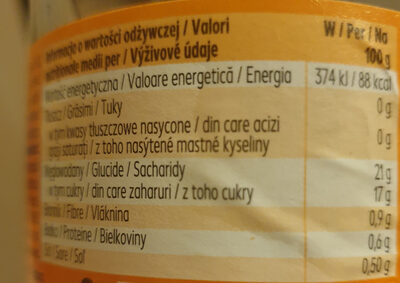 Informacja o wartości odżywczej / Valori
nutriționale medii per / Výživové údaje
W / Per / Na
100 g
Wartość energetyczna / Valoare energetică / Energia
374 kJ / 88 kcal
Tłuszcz / Grăsimi / Tuky
0 g
w tym kwasy tłuszczowe nasycone / din care acizi
grași saturați / z toho nasýtené mastné kyseliny
0 g
Węglowodany / Glucide / Sacharidy
21 g
w tym cukry / din care zaharuri / z toho cukry
17 g
Błonnik / Fibre / Vláknina
0,9 g
Białko / Proteine / Bielkoviny
0,6 g
Sól / Sare / Soľ
0,50 g